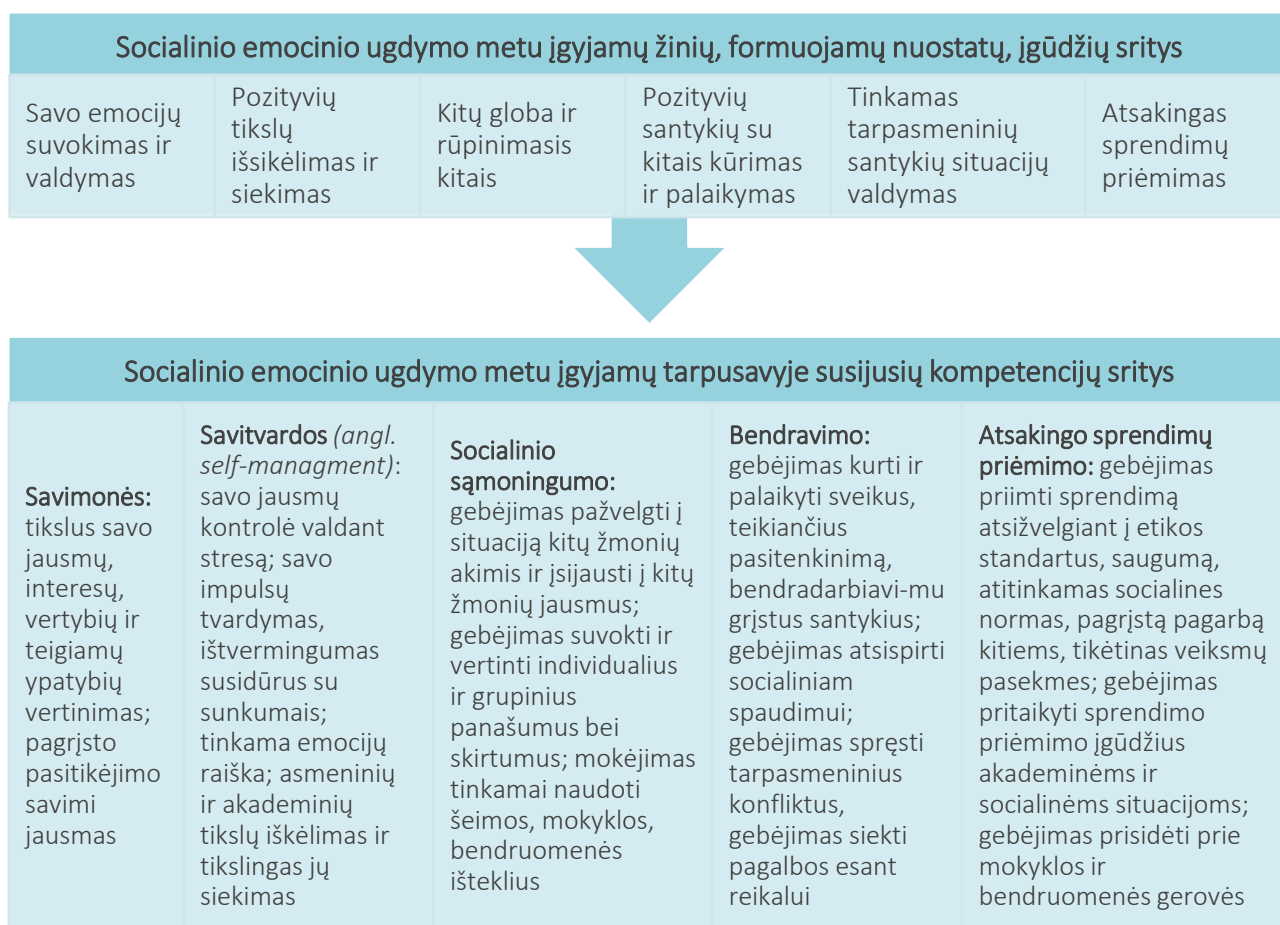 Socialinio emocinio ugdymo metu įgyjamų žinių, formuojamų nuostatų, įgūdžių sritys
Savo emocijų
suvokimas ir
valdymas
Pozityvių
tikslų
išsikėlimas ir
siekimas
Kitų globa ir
rūpinimasis
kitais
Pozityvių
santykių su
kitais kūrimas
ir palaikymas
Tinkamas
tarpasmeninių
santykių situacijų
valdymas
Atsakingas
sprendimų
priėmimas
Socialinio emocinio ugdymo metu įgyjamų tarpusavyje susijusių kompetencijų sritys
Savimonės:
tikslus savo
jausmų,
interesų,
vertybių ir
teigiamų
ypatybių
vertinimas;
pagrįsto
pasitikėjimo
savimi
jausmas
Savitvardos (angl.
self-managment):
savo jausmų
kontrolė valdant
stresą; savo
impulsų
tvardymas,
ištvermingumas
susidūrus su
sunkumais;
tinkama emocijų
raiška; asmeninių
ir akademinių
tikslų iškėlimas ir
tikslingas jų
siekimas
Socialinio
sąmoningumo:
gebėjimas pažvelgti į
situaciją kitų žmonių
akimis ir įsijausti į kitų
žmonių jausmus;
gebėjimas suvokti ir
vertinti individualius
ir grupinius
panašumus bei
skirtumus; mokėjimas
tinkamai naudoti
šeimos, mokyklos,
bendruomenės
išteklius
Bendravimo:
gebėjimas kurti ir
palaikyti sveikus,
teikiančius
pasitenkinimą,
bendradarbiavi-mu
grįstus santykius;
gebėjimas atsispirti
socialiniam
spaudimui;
gebėjimas spręsti
tarpasmeninius
konfliktus,
gebėjimas siekti
pagalbos esant
reikalui
Atsakingo sprendimų
priėmimo: gebėjimas
priimti sprendimą
atsižvelgiant į etikos
standartus, saugumą,
atitinkamas socialines
normas, pagrįstą pagarbą
kitiems, tikėtinas veiksmų
pasekmes; gebėjimas
pritaikyti sprendimo
priėmimo įgūdžius
akademinėms ir
socialinėms situacijoms;
gebėjimas prisidėti prie
mokyklos ir
bendruomenės gerovės